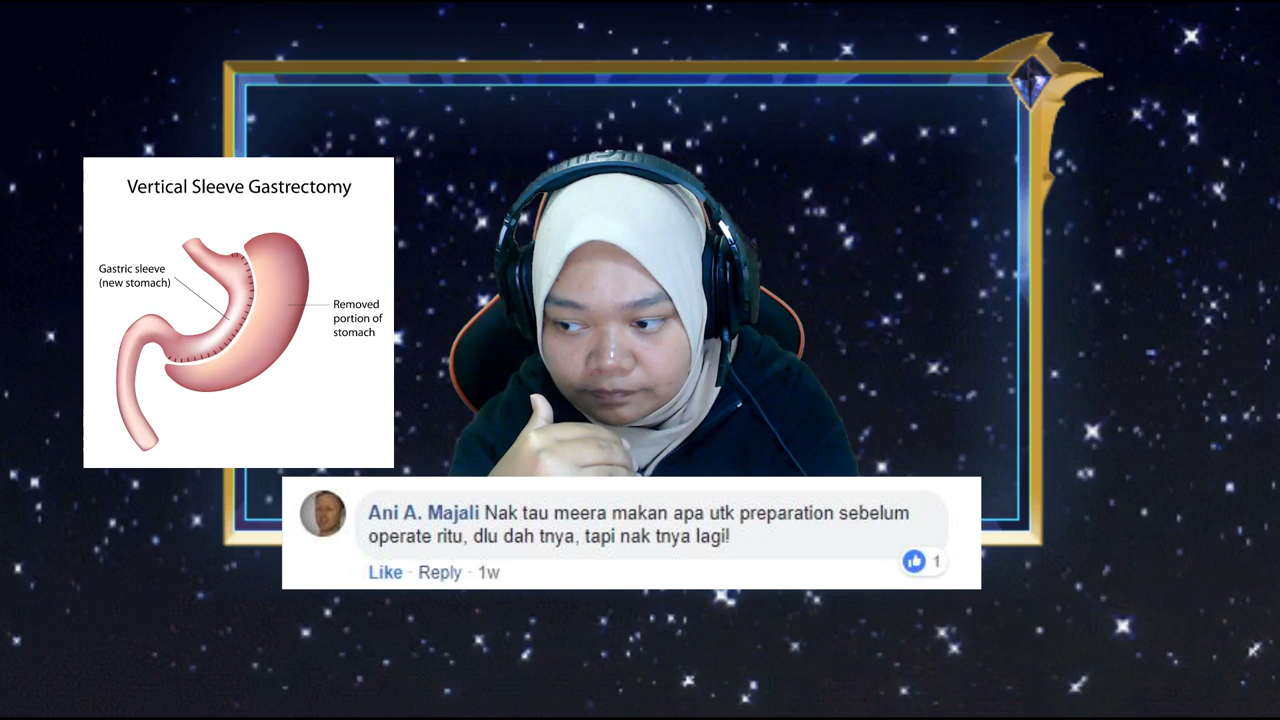 Vertical Sleeve Gastrectomy
Gastric sleeve
(new stomach)
Removed
portion of
stomach
Ani A. Majali Nak tau meera makan apa utk preparation sebelum
operate ritu, dlu dah tnya, tapi nak tnya lagi!
Like · Reply · 1w
1